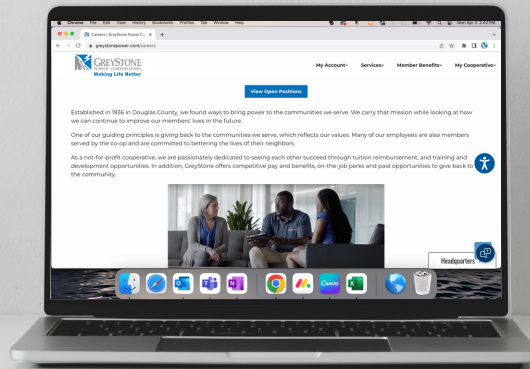 Chrome File Edit View History Bookmarks Profiles Tab Window Help
Mon Apr 3 2:42 PM
Careers | GreyStone Power Co
greystonepower.com/careers
GREYSTONE
POWER CORPORATION
Making Life Better
My Account
Services
Member Benefits
My Cooperative
View Open Positions
Established in 1936 in Douglas County, we found ways to bring power to the communities we serve. We carry that mission while looking at how
we can continue to improve our members' lives in the future.
One of our guiding principles is giving back to the communities we serve, which reflects our values. Many of our employees are also members
served by the co-op and are committed to bettering the lives of their neighbors.
As a not-for-profit cooperative, we are passionately dedicated to seeing each other succeed through tuition reimbursement, and training and
development opportunities. In addition, GreyStone offers competitive pay and benefits, on-the-job perks and paid opportunities to give back to
the community.
Headquarters
Canva